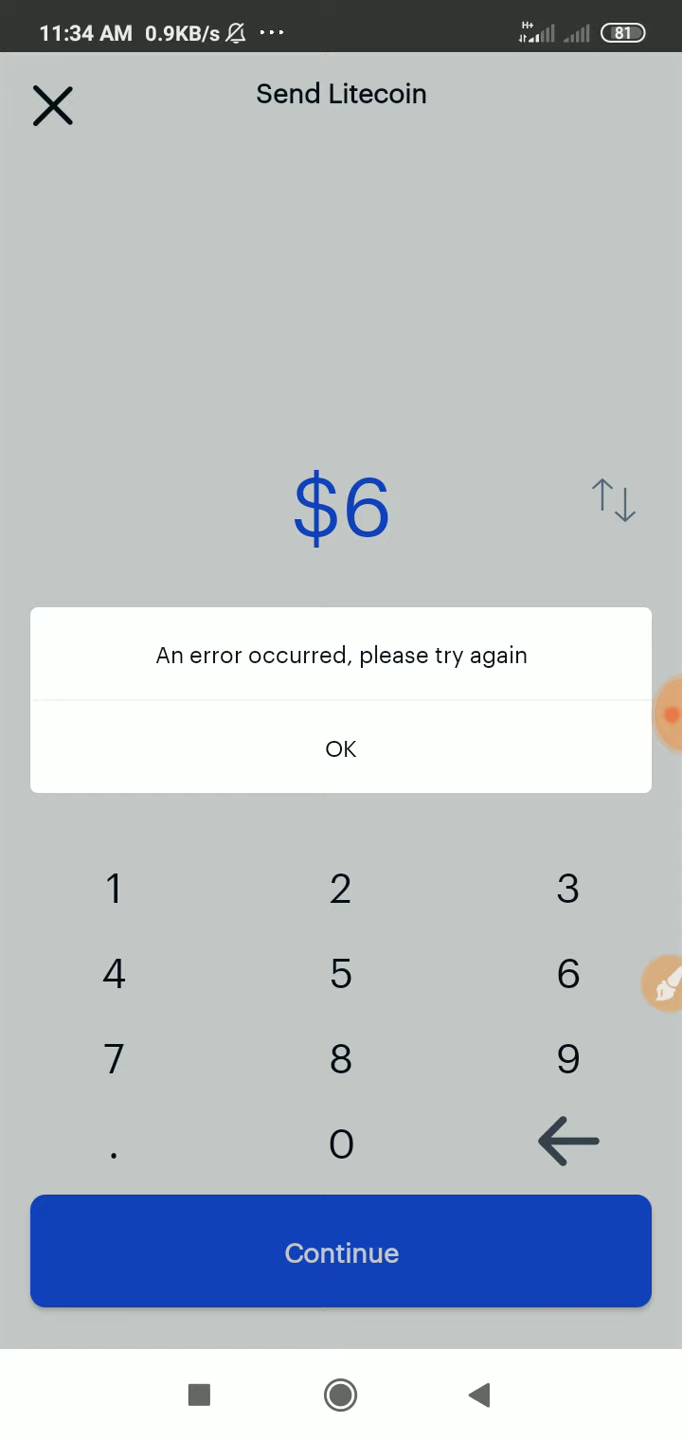 11:34 AM 0.9KB/s ... H+ 81
Send Litecoin
$6
An error occurred, please try again
OK
1 2 3
4 5 6
7 8 9
. 0
Continue